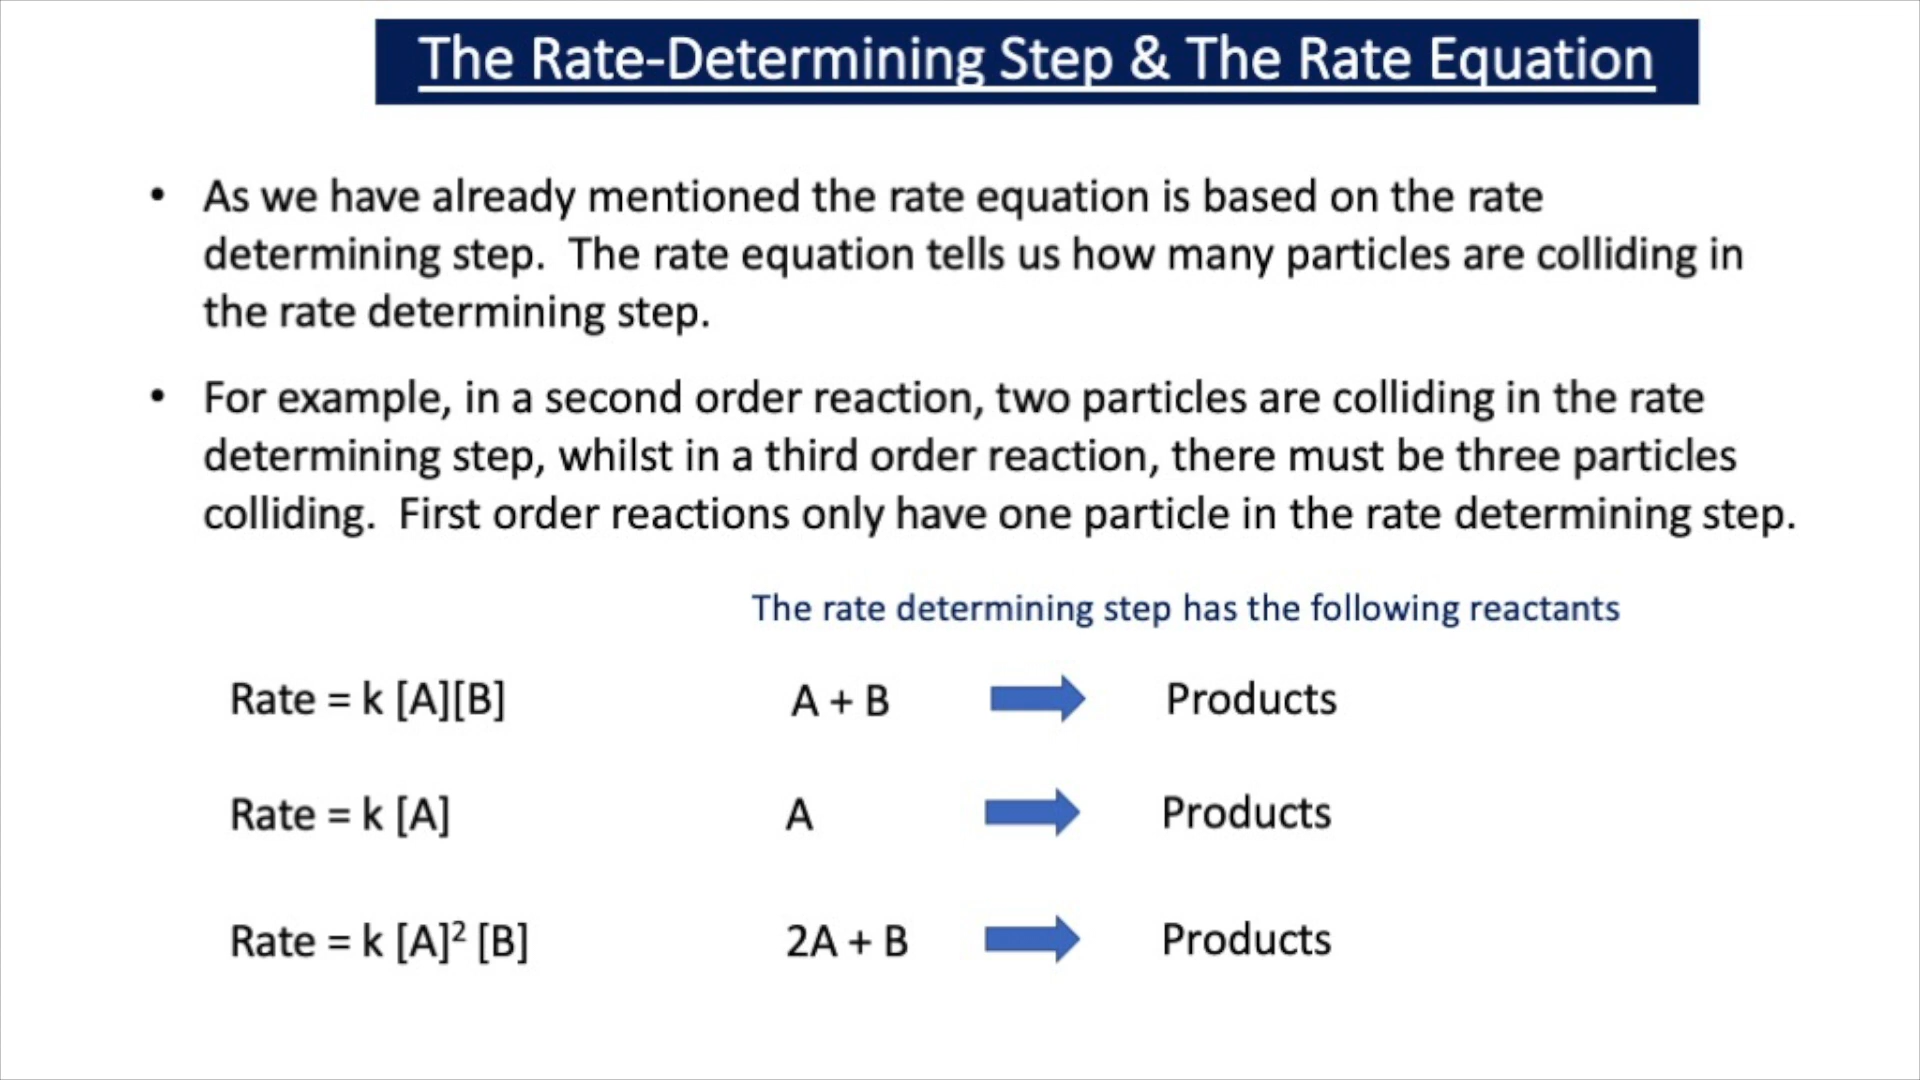 The Rate-Determining Step & The Rate Equation
• As we have already mentioned the rate equation is based on the rate
determining step.  The rate equation tells us how many particles are colliding in
the rate determining step.
• For example, in a second order reaction, two particles are colliding in the rate
determining step, whilst in a third order reaction, there must be three particles
colliding.  First order reactions only have one particle in the rate determining step.
The rate determining step has the following reactants
Rate = k [A][B] A + B Products
Rate = k [A] A Products
Rate = k [A]² [B] 2A + B Products